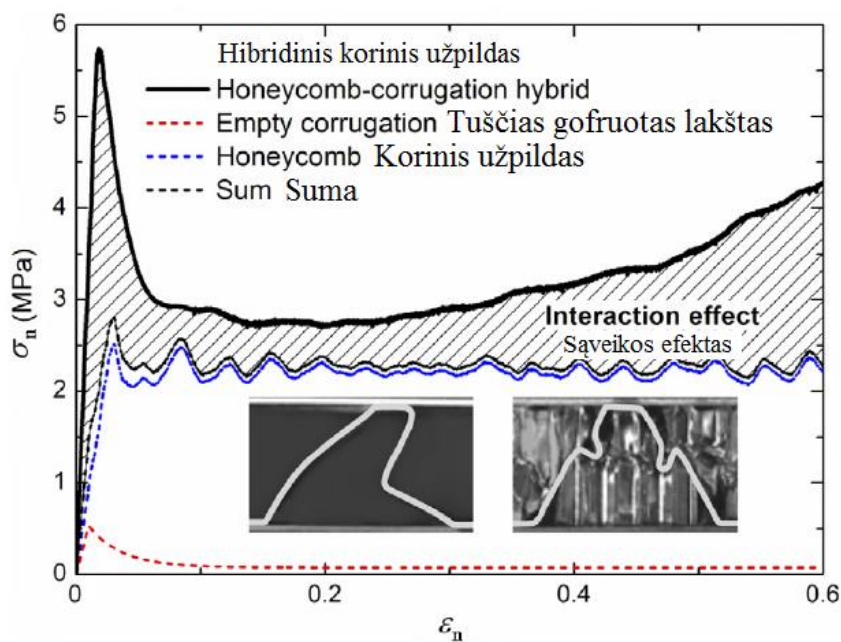 6
5
4
3
2
1
0
σn (MPa)
Hibridinis korinis užpildas
Honeycomb-corrugation hybrid
Empty corrugation Tuščias gofruotas lakštas
Honeycomb Korinis užpildas
Sum Suma
Interaction effect
Sąveikos efektas
0 0.2 0.4 0.6
εn